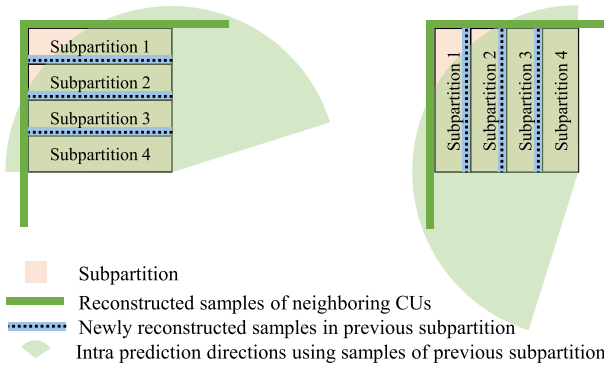 Subpartition 1
Subpartition 2
Subpartition 3
Subpartition 4
Subpartition 1
Subpartition 2
Subpartition 3
Subpartition 4
Subpartition
Reconstructed samples of neighboring CUs
Newly reconstructed samples in previous subpartition
Intra prediction directions using samples of previous subpartition